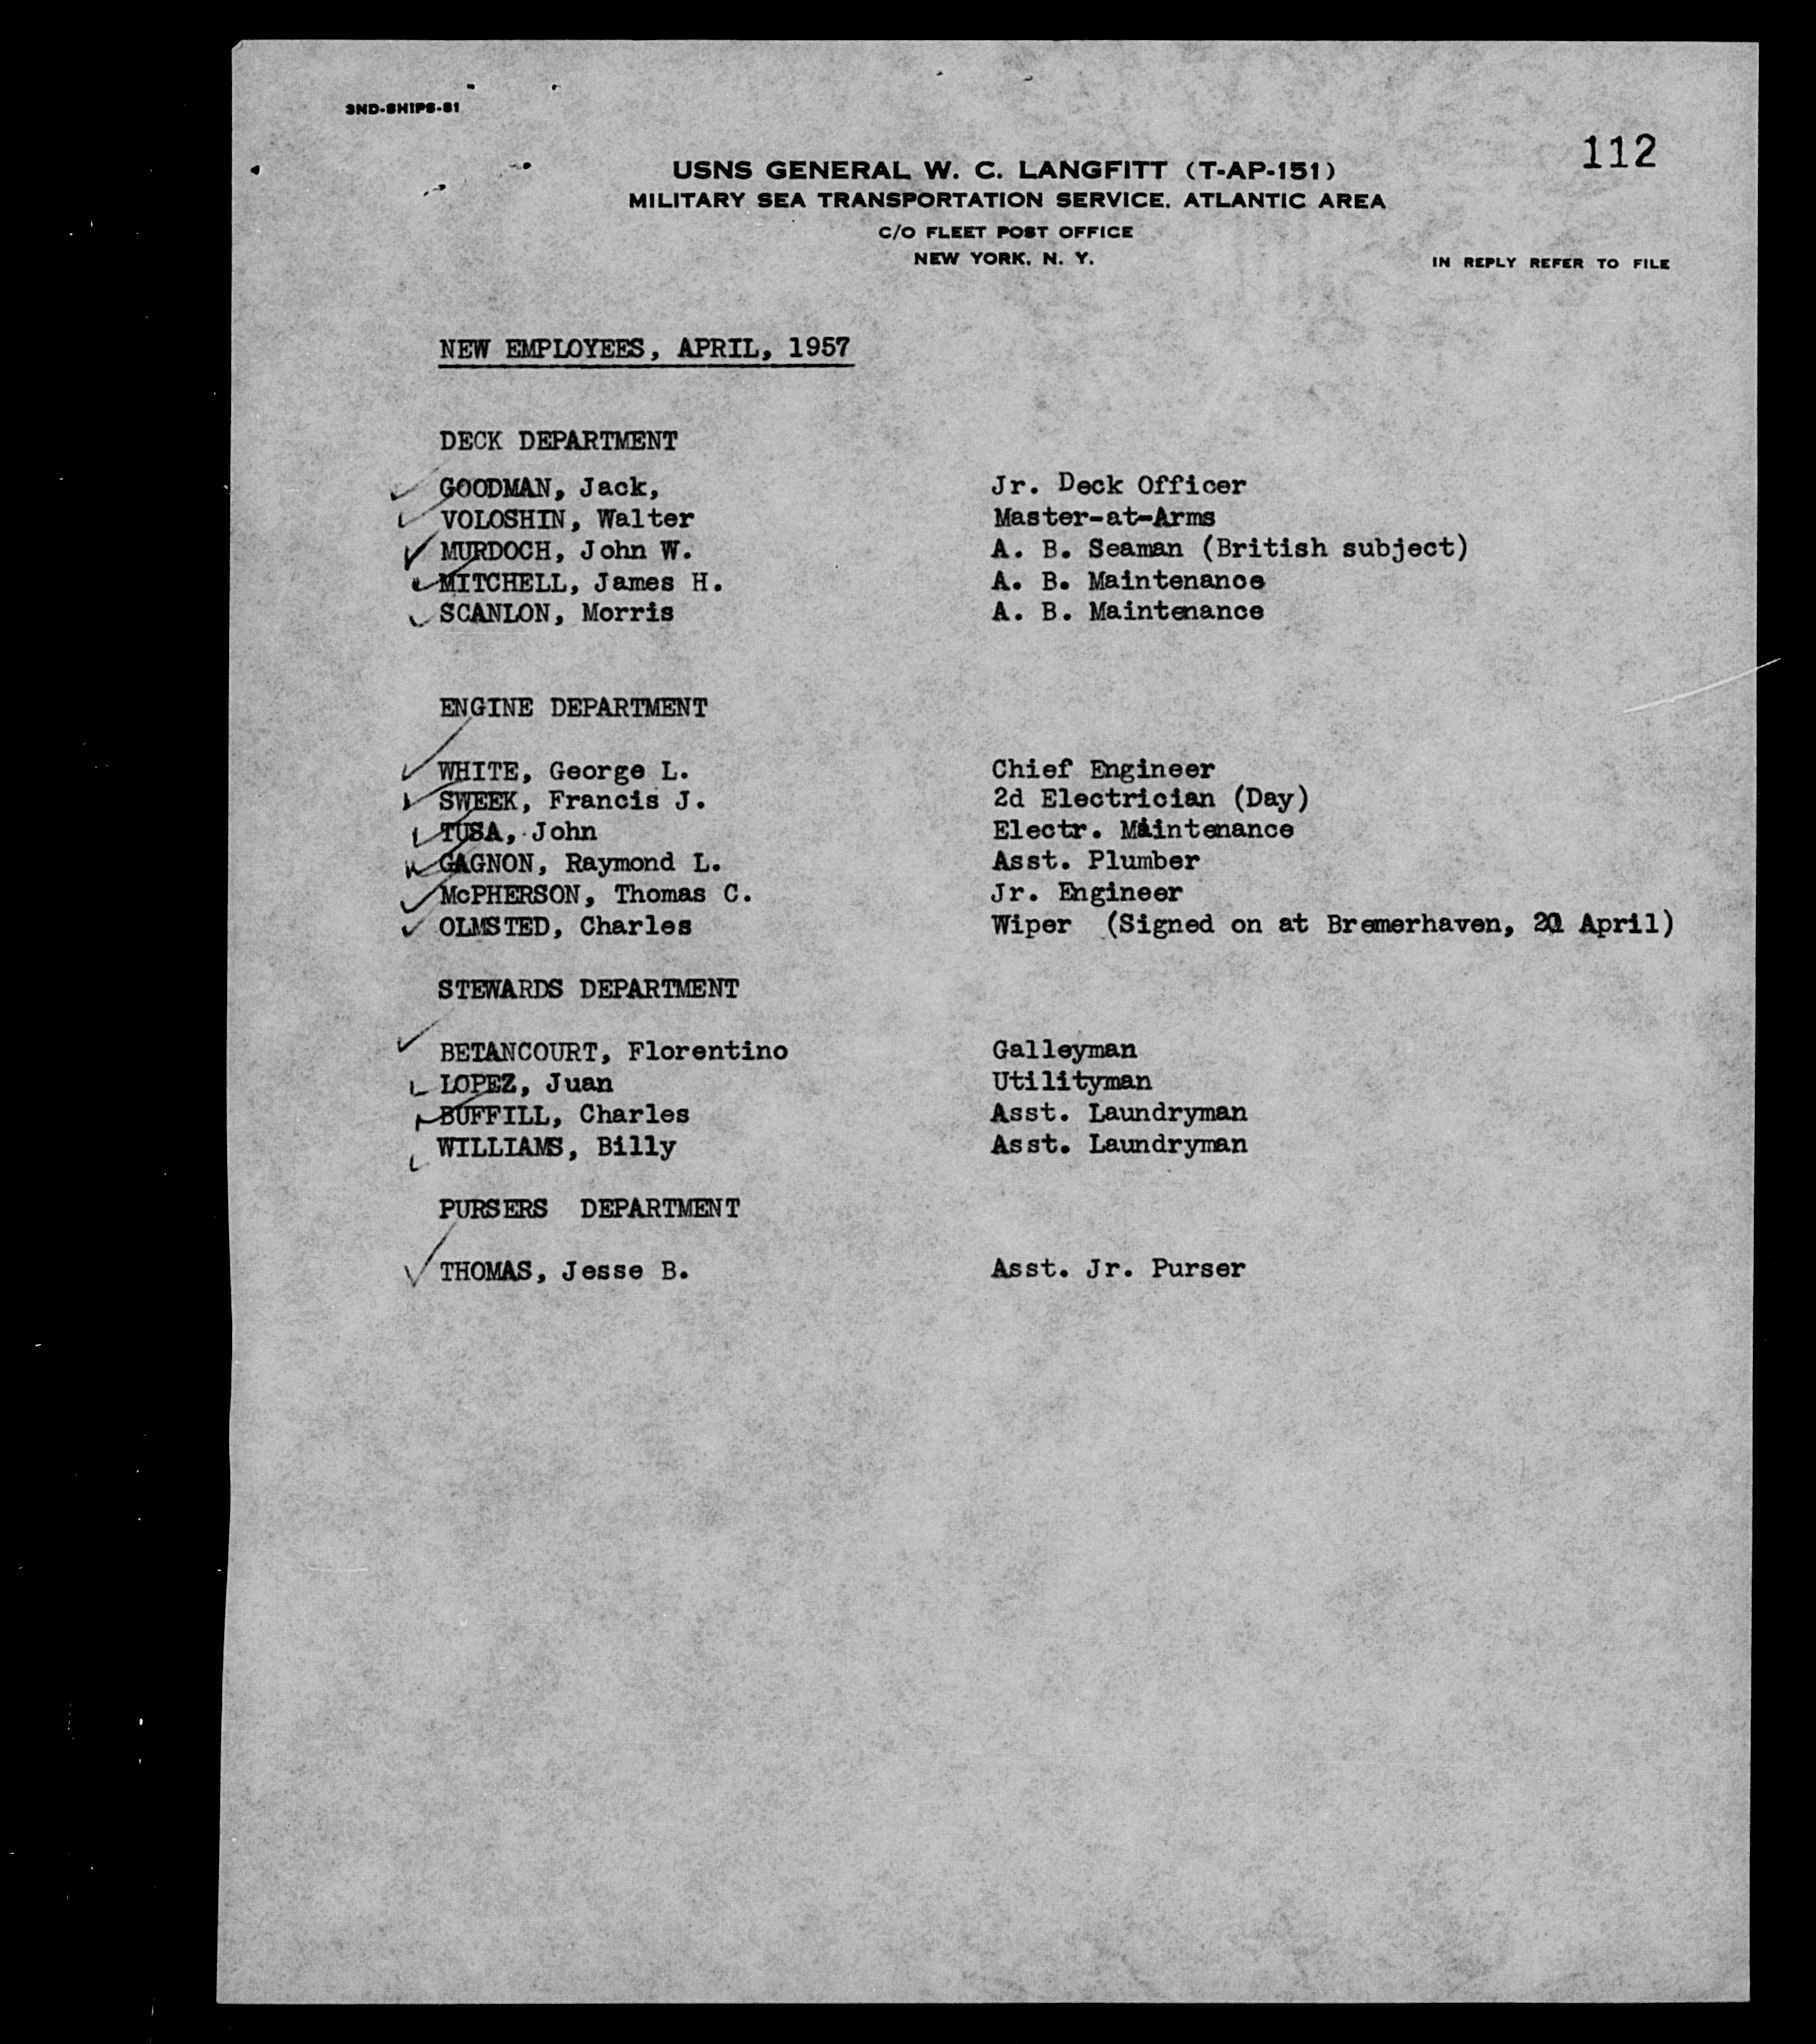 3ND-SHIPS-81
112
USNS GENERAL W. C. LANGFITT (T-AP-151)
MILITARY SEA TRANSPORTATION SERVICE, ATLANTIC AREA
C/O FLEET POST OFFICE
NEW YORK, N. Y.
IN REPLY REFER TO FILE
NEW EMPLOYEES, APRIL, 1957
DECK DEPARTMENT
GOODMAN, Jack, Jr. Deck Officer
VOLOSHIN, Walter Master-at-Arms
MURDOCH, John W. A. B. Seaman (British subject)
MITCHELL, James H. A. B. Maintenance
SCANLON, Morris A. B. Maintenance
ENGINE DEPARTMENT
WHITE, George L. Chief Engineer
SWEEK, Francis J. 2d Electrician (Day)
TUSA, John Electr. Maintenance
GAGNON, Raymond L. Asst. Plumber
McPHERSON, Thomas C. Jr. Engineer
OLMSTED, Charles Wiper (Signed on at Bremerhaven, April)
STEWARDS DEPARTMENT
BETANCOURT, Florentino Galleyman
LOPEZ, Juan Utilityman
BUFFILL, Charles Asst. Laundryman
WILLIAMS, Billy Asst. Laundryman
PURSERS DEPARTMENT
THOMAS, Jesse B. Asst. Jr. Purser